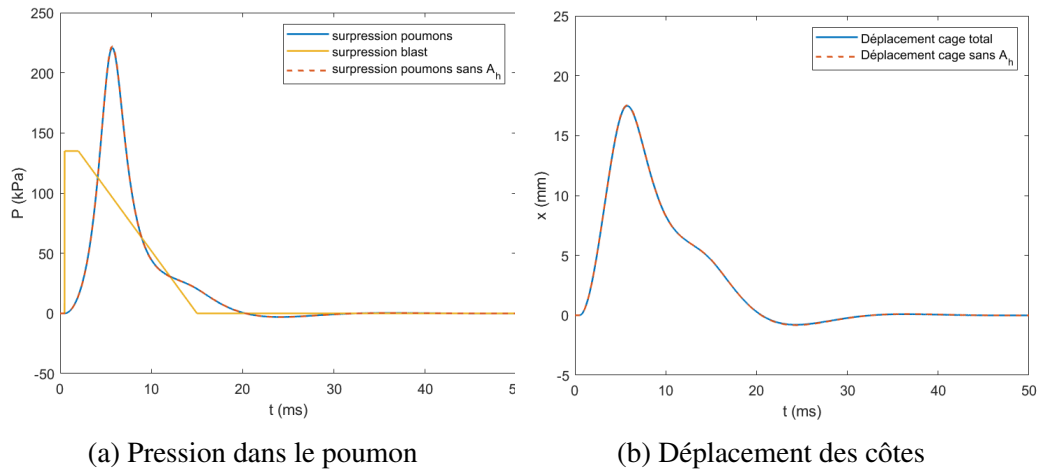 250
200
150
100
50
0
-50
P (kPa)
surpression poumons
surpression blast
surpression poumons sans A_h
0 10 20 30 40 50
t (ms)
(a) Pression dans le poumon
25
20
15
10
5
0
-5
x (mm)
Déplacement cage total
Déplacement cage sans A_h
0 10 20 30 40 50
t (ms)
(b) Déplacement des côtes